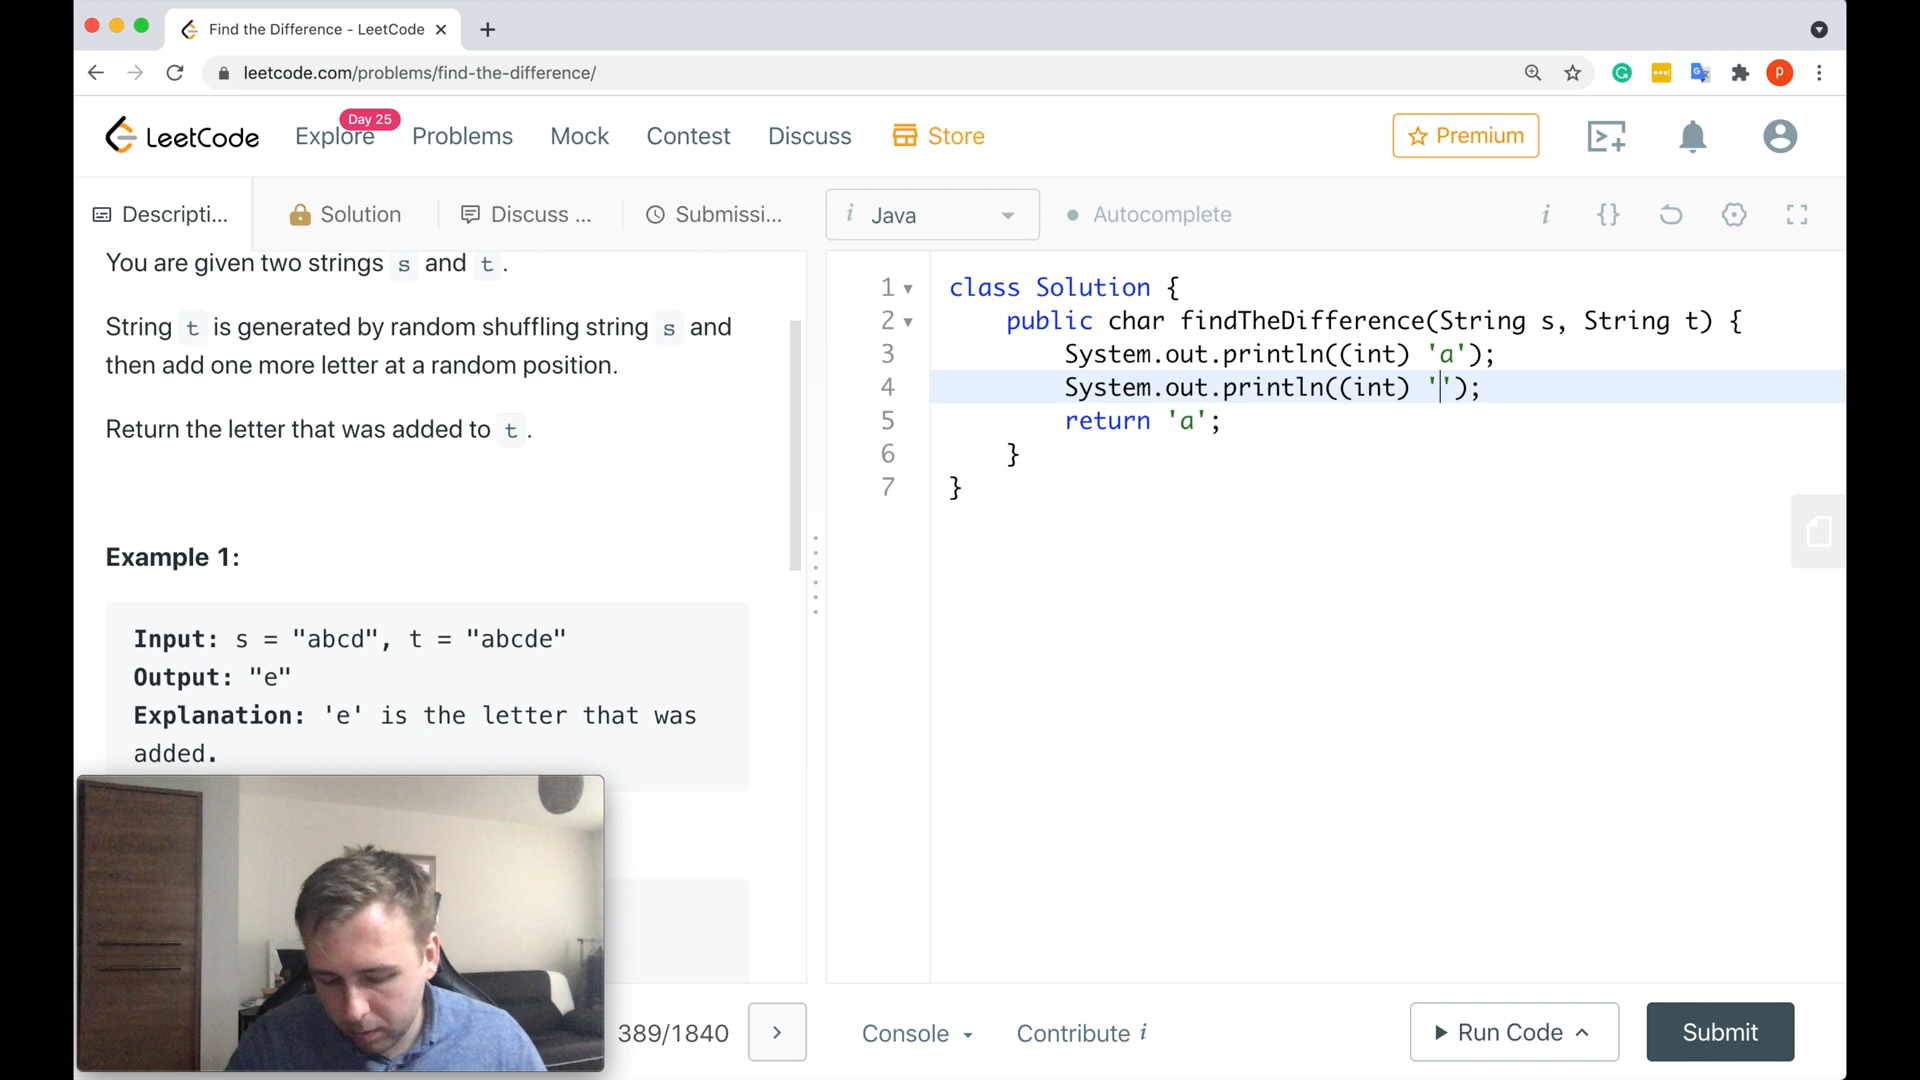 Find the Difference - LeetCode
leetcode.com/problems/find-the-difference/
P
LeetCode
Explore
Day 25
Problems
Mock
Contest
Discuss
Store
Premium
Descripti...
Solution
Discuss ...
Submissi...
i Java
Autocomplete
i {}
You are given two strings s and t .
String t is generated by random shuffling string s and
then add one more letter at a random position.
Return the letter that was added to t .
Example 1:
Input: s = "abcd", t = "abcde"
Output: "e"
Explanation: 'e' is the letter that was
added.
1 class Solution {
2 public char findTheDifference(String s, String t) {
3 System.out.println((int) 'a');
4 System.out.println((int) '');
5 return 'a';
6 }
7 }
389/1840
Console
Contribute i
Run Code
Submit